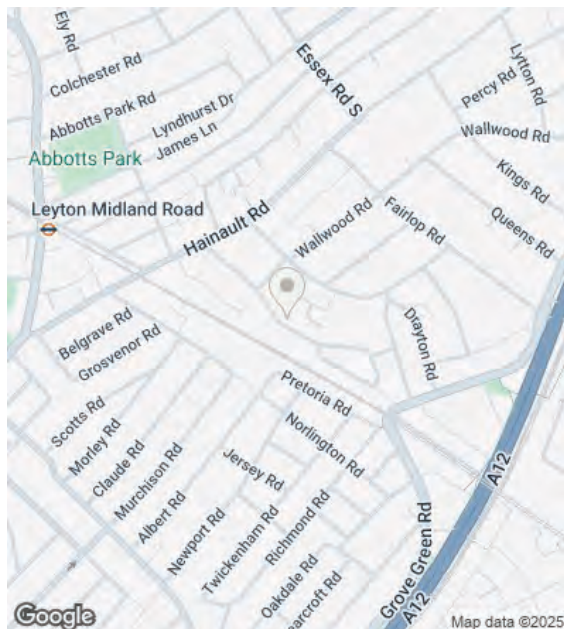 Ely Rd
Colchester Rd
Essex Rd S
Lytton Rd
Percy Rd
Abbotts Park Rd
Lyndhurst Dr
James Ln
Wallwood Rd
Abbotts Park
Kings Rd
Leyton Midland Road
Hainault Rd
Wallwood Rd
Fairlop Rd
Queens Rd
Belgrave Rd
Grosvenor Rd
Drayton Rd
Pretoria Rd
Scotts Rd
Morley Rd
Claude Rd
Murchison Rd
Albert Rd
Norlington Rd
Jersey Rd
Newport Rd
Twickenham Rd
Richmond Rd
A12
Grove Green Rd
Oakdale Rd
earcroft Rd
A12
Google
Map data ©2025